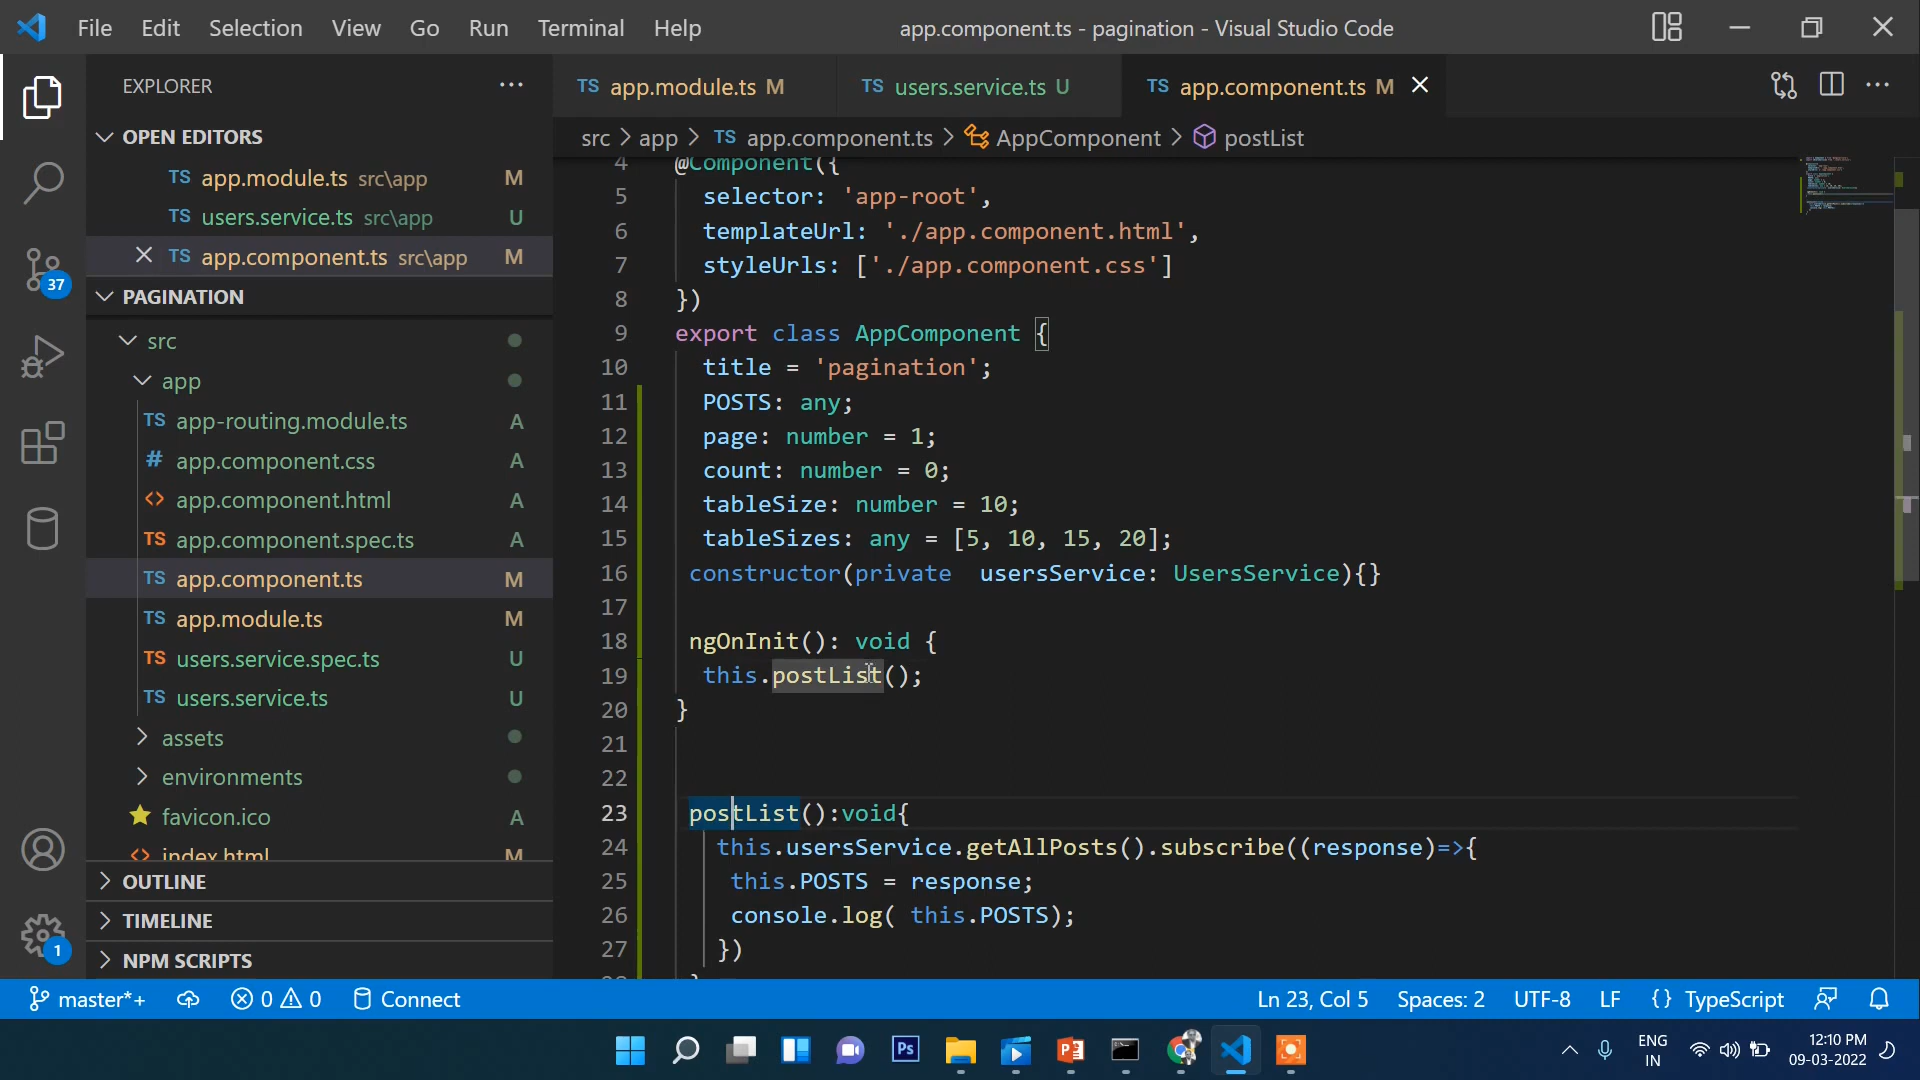 File Edit Selection View Go Run Terminal Help
app.component.ts - pagination - Visual Studio Code
EXPLORER
OPEN EDITORS
TS app.module.ts src\app M
TS users.service.ts src\app U
TS app.component.ts src\app M
37
PAGINATION
src
app
TS app-routing.module.ts A
# app.component.css A
<> app.component.html A
TS app.component.spec.ts A
TS app.component.ts M
TS app.module.ts M
TS users.service.spec.ts U
TS users.service.ts U
assets
environments
favicon.ico A
<> index.html M
OUTLINE
TIMELINE
NPM SCRIPTS
1
TS app.module.ts M
TS users.service.ts U
TS app.component.ts M
src > app > TS app.component.ts > AppComponent > postList
4 @Component({
5 selector: 'app-root',
6 templateUrl: './app.component.html',
7 styleUrls: ['./app.component.css']
8 })
9 export class AppComponent {
10 title = 'pagination';
11 POSTS: any;
12 page: number = 1;
13 count: number = 0;
14 tableSize: number = 10;
15 tableSizes: any = [5, 10, 15, 20];
16 constructor(private  usersService: UsersService){}
17
18 ngOnInit(): void {
19 this.postList();
20 }
21
22
23 postList():void{
24 this.usersService.getAllPosts().subscribe((response)=>{
25 this.POSTS = response;
26 console.log( this.POSTS);
27 })
master*+ 0 0 Connect
Ln 23, Col 5 Spaces: 2 UTF-8 LF {} TypeScript
Ps
ENG
IN
12:10 PM
09-03-2022